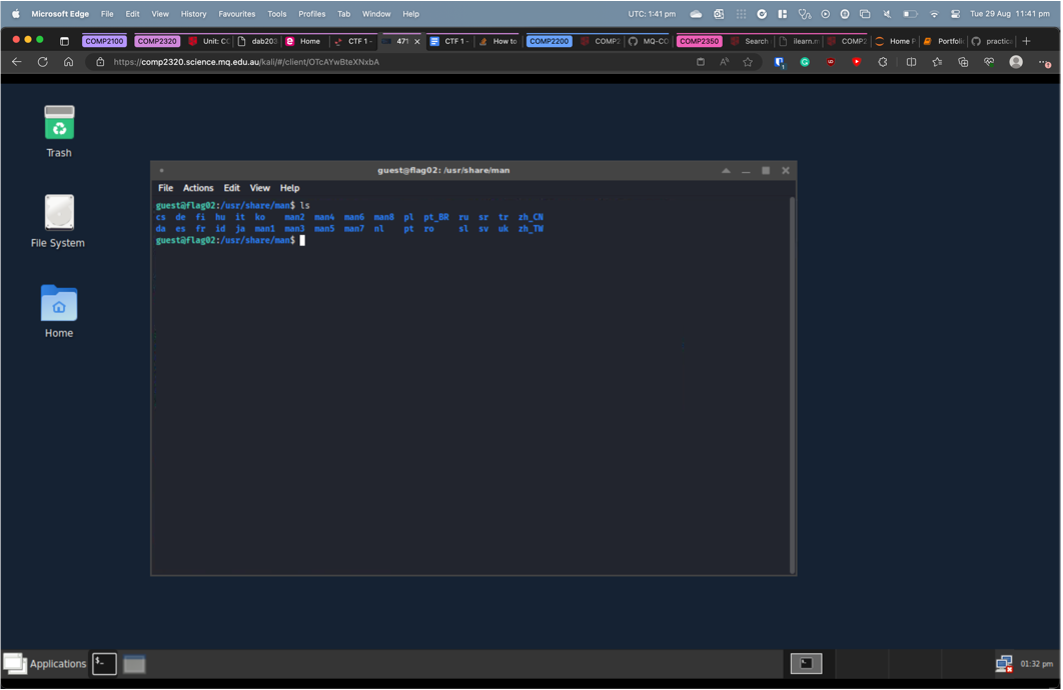 Microsoft Edge File Edit View History Favourites Tools Profiles Tab Window Help UTC: 1:41 pm Tue 29 Aug 11:41 pm
COMP2100 COMP2320 Unit: CC dab203 Home CTF 1 - 471 CTF 1 - How to COMP2200 COMP2 MQ-CO COMP2350 Search ilearn.m COMP2 Home P Portfoli practic
https://comp2320.science.mq.edu.au/kali/#/client/OTcAYwBteXNxbA
Trash
File System
Home
guest@flag02: /usr/share/man
File Actions Edit View Help
guest@flag02:/usr/share/man$ ls
cs de fi hu it ko man2 man4 man6 man8 pl pt_BR ru sr tr zh_CN
da es fr id ja man1 man3 man5 man7 nl pt ro sl sv uk zh_TW
guest@flag02:/usr/share/man$
Applications
01:32 pm